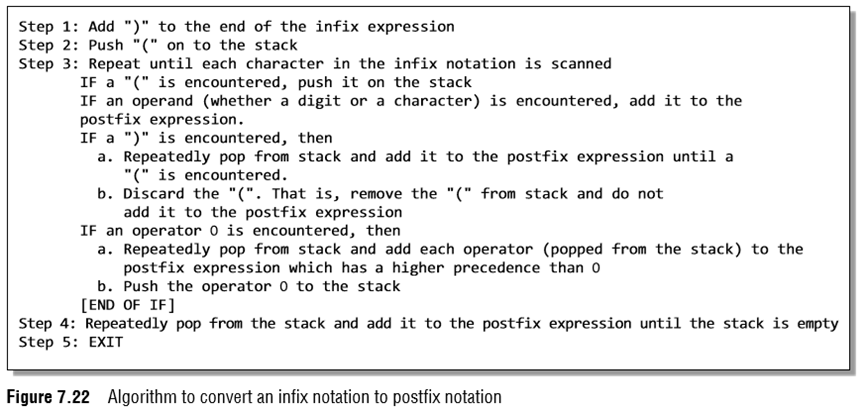 Step 1: Add ")" to the end of the infix expression
Step 2: Push "(" on to the stack
Step 3: Repeat until each character in the infix notation is scanned
IF a "(" is encountered, push it on the stack
IF an operand (whether a digit or a character) is encountered, add it to the
postfix expression.
IF a ")" is encountered, then
a. Repeatedly pop from stack and add it to the postfix expression until a
"(" is encountered.
b. Discard the "(". That is, remove the "(" from stack and do not
add it to the postfix expression
IF an operator O is encountered, then
a. Repeatedly pop from stack and add each operator (popped from the stack) to the
postfix expression which has a higher precedence than O
b. Push the operator O to the stack
[END OF IF]
Step 4: Repeatedly pop from the stack and add it to the postfix expression until the stack is empty
Step 5: EXIT
Figure 7.22 Algorithm to convert an infix notation to postfix notation